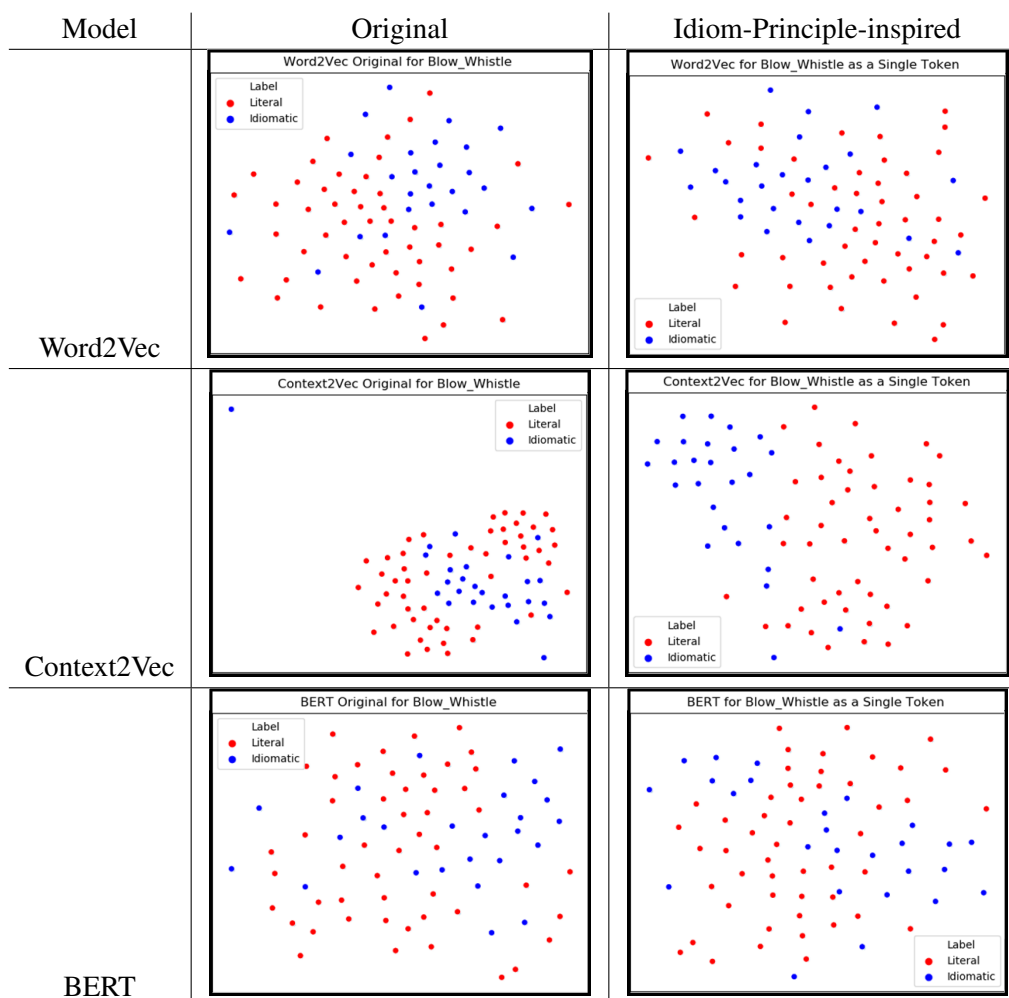 Model Original Idiom-Principle-inspired
Word2Vec Original for Blow_Whistle
Label
Literal
Idiomatic
Word2Vec for Blow_Whistle as a Single Token
Label
Literal
Idiomatic
Word2Vec
Context2Vec Original for Blow_Whistle
Label
Literal
Idiomatic
Context2Vec for Blow_Whistle as a Single Token
Label
Literal
Idiomatic
Context2Vec
BERT Original for Blow_Whistle
Label
Literal
Idiomatic
BERT for Blow_Whistle as a Single Token
Label
Literal
Idiomatic
BERT